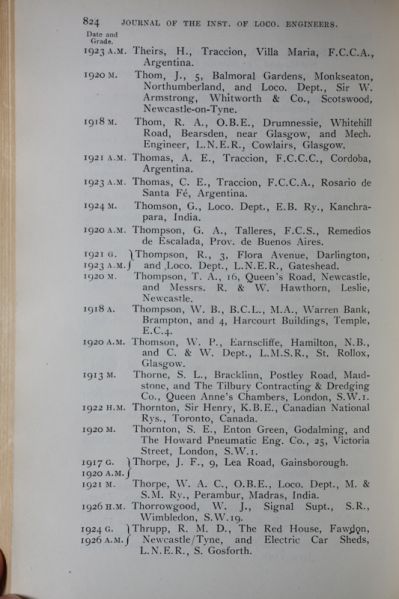 824 JOURNAL OF THE INST. OF LOCO. ENGINEERS.
Date and
Grade.
1923 A.M. Theirs, H., Traccion, Villa Maria, F.C.C.A.,
Argentina.
1920 M. Thom, J., 5, Balmoral Gardens, Monkseaton,
Northumberland, and Loco. Dept., Sir W.
Armstrong, Whitworth & Co., Scotswood,
Newcastle-on-Tyne.
1918 M. Thom, R. A., O.B.E., Drumnessie, Whitehill
Road, Bearsden, near Glasgow, and Mech.
Engineer, L.N.E.R., Cowlairs, Glasgow.
1921 A.M. Thomas, A. E., Traccion, F.C.C.C., Cordoba,
Argentina.
1923 A.M. Thomas, C. E., Traccion, F.C.C.A., Rosario de
Santa Fé, Argentina.
1924 M. Thomson, G., Loco. Dept., E.B. Ry., Kanchra-
para, India.
1920 A.M. Thompson, G. A., Talleres, F.C.S., Remedios
de Escalada, Prov. de Buenos Aires.
1921 G. } Thompson, R., 3, Flora Avenue, Darlington,
1923 A.M. } and Loco. Dept., L.N.E.R., Gateshead.
1920 M. Thompson, T. A., 16, Queen's Road, Newcastle,
and Messrs. R. & W. Hawthorn, Leslie,
Newcastle.
1918 A. Thompson, W. B., B.C.L., M.A., Warren Bank,
Brampton, and 4, Harcourt Buildings, Temple,
E.C.4.
1920 A.M. Thomson, W. P., Earnscliffe, Hamilton, N.B.,
and C. & W. Dept., L.M.S.R., St. Rollox,
Glasgow.
1913 M. Thorne, S. L., Bracklinn, Postley Road, Maid-
stone, and The Tilbury Contracting & Dredging
Co., Queen Anne's Chambers, London, S.W.1.
1922 H.M. Thornton, Sir Henry, K.B.E., Canadian National
Rys., Toronto, Canada.
1920 M. Thornton, S. E., Enton Green, Godalming, and
The Howard Pneumatic Eng. Co., 25, Victoria
Street, London, S.W.1.
1917 G. } Thorpe, J. F., 9, Lea Road, Gainsborough.
1920 A.M. }
1921 M. Thorpe, W. A. C., O.B.E., Loco. Dept., M. &
S.M. Ry., Perambur, Madras, India.
1926 H.M. Thorrowgood, W. J., Signal Supt., S.R.,
Wimbledon, S.W.19.
1924 G. } Thrupp, R. M. D., The Red House, Fawdon,
1926 A.M. } Newcastle/Tyne, and Electric Car Sheds,
L.N.E.R., S. Gosforth.